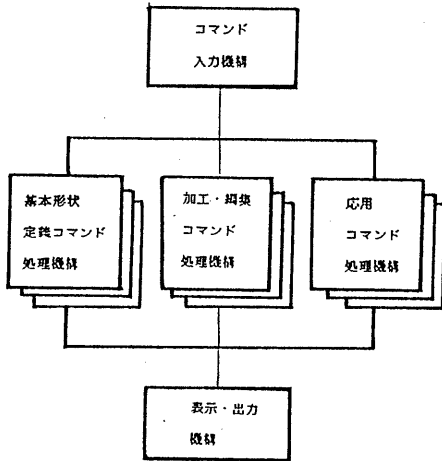 コマンド
入力機構
基本形状
定義コマンド
処理機構
加工・編集
コマンド
処理機構
応用
コマンド
処理機構
表示・出力
機構